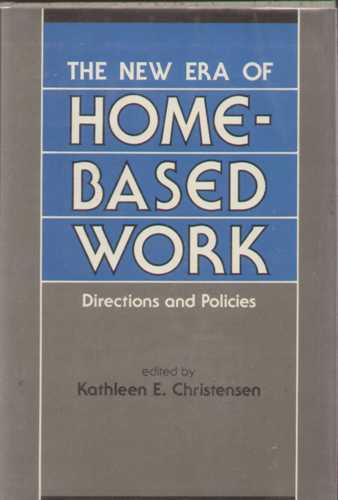 THE NEW ERA OF
HOME-
BASED
WORK
Directions and Policies
edited by
Kathleen E. Christensen